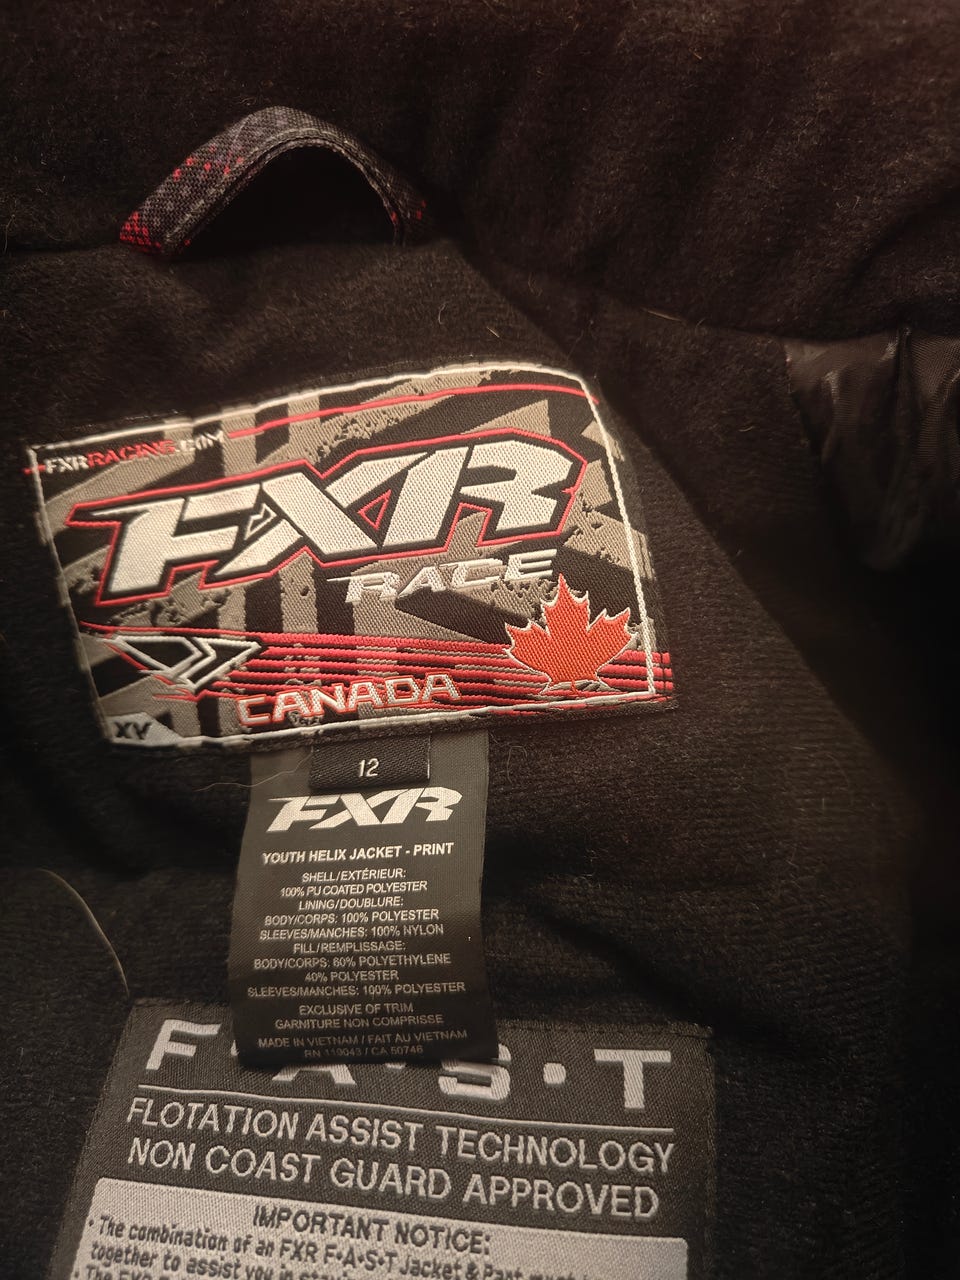 FXRRACING.COM
FXR
RACE
CANADA
XV
12
FXR
YOUTH HELIX JACKET - PRINT
SHELL/EXTÉRIEUR:
100% PU COATED POLYESTER
LINING/DOUBLURE:
BODY/CORPS: 100% POLYESTER
SLEEVES/MANCHES: 100% NYLON
FILL/REMPLISSAGE:
BODY/CORPS: 60% POLYETHYLENE
40% POLYESTER
SLEEVES/MANCHES: 100% POLYESTER
EXCLUSIVE OF TRIM
GARNITURE NON COMPRISSE
MADE IN VIETNAM / FAIT AU VIETNAM
RN 119043 / CA 50746
F•A•S•T
FLOTATION ASSIST TECHNOLOGY
NON COAST GUARD APPROVED
IMPORTANT NOTICE:
• The combination of an FXR F•A•S•T Jacket & Pant must
together to assist you in
• The FXR